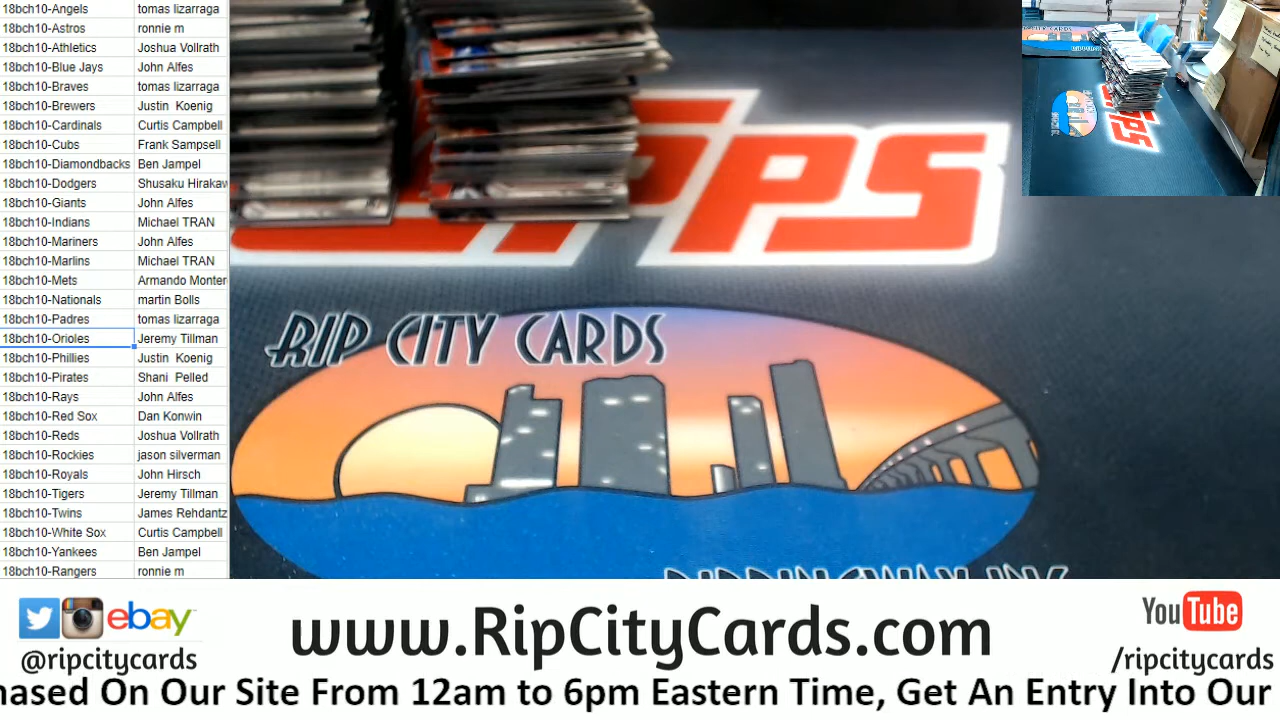 18bch10-Angels tomas lizarraga
18bch10-Astros ronnie m
18bch10-Athletics Joshua Vollrath
18bch10-Blue Jays John Alfes
18bch10-Braves tomas lizarraga
18bch10-Brewers Justin Koenig
18bch10-Cardinals Curtis Campbell
18bch10-Cubs Frank Sampsell
18bch10-Diamondbacks Ben Jampel
18bch10-Dodgers Shusaku Hirakaw
18bch10-Giants John Alfes
18bch10-Indians Michael TRAN
18bch10-Mariners John Alfes
18bch10-Marlins Michael TRAN
18bch10-Mets Armando Monter
18bch10-Nationals martin Bolls
18bch10-Padres tomas lizarraga
18bch10-Orioles Jeremy Tillman
18bch10-Phillies Justin Koenig
18bch10-Pirates Shani Pelled
18bch10-Rays John Alfes
18bch10-Red Sox Dan Konwin
18bch10-Reds Joshua Vollrath
18bch10-Rockies jason silverman
18bch10-Royals John Hirsch
18bch10-Tigers Jeremy Tillman
18bch10-Twins James Rehdantz
18bch10-White Sox Curtis Campbell
18bch10-Yankees Ben Jampel
18bch10-Rangers ronnie m
RIP CITY CARDS
ebay
@ripcitycards
www.RipCityCards.com
YouTube
/ripcitycards
hased On Our Site From 12am to 6pm Eastern Time, Get An Entry Into Our